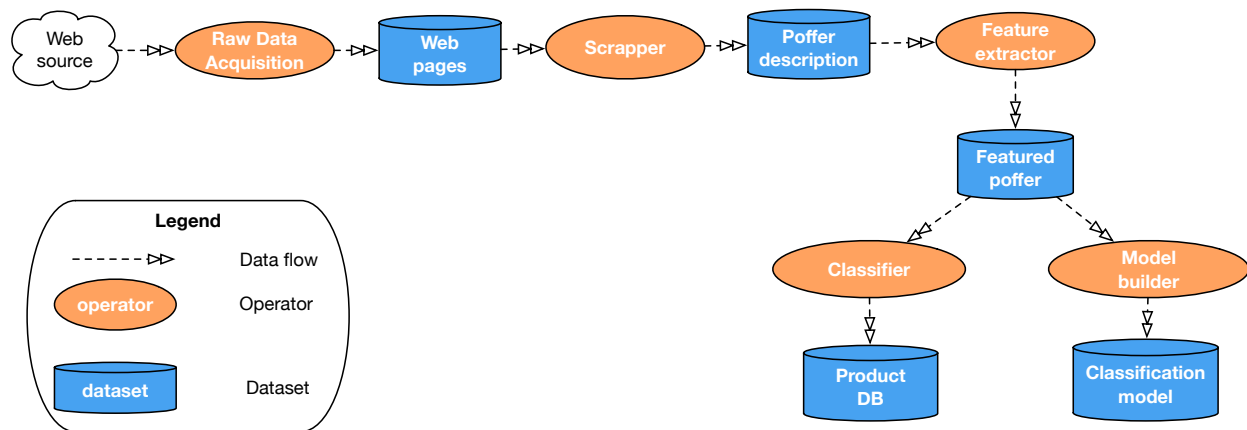 Web
source
Raw Data
Acquisition
Web
pages
Scrapper
Poffer
description
Feature
extractor
Featured
poffer
Classifier
Model
builder
Product
DB
Classification
model
Legend
Data flow
operator
Operator
dataset
Dataset